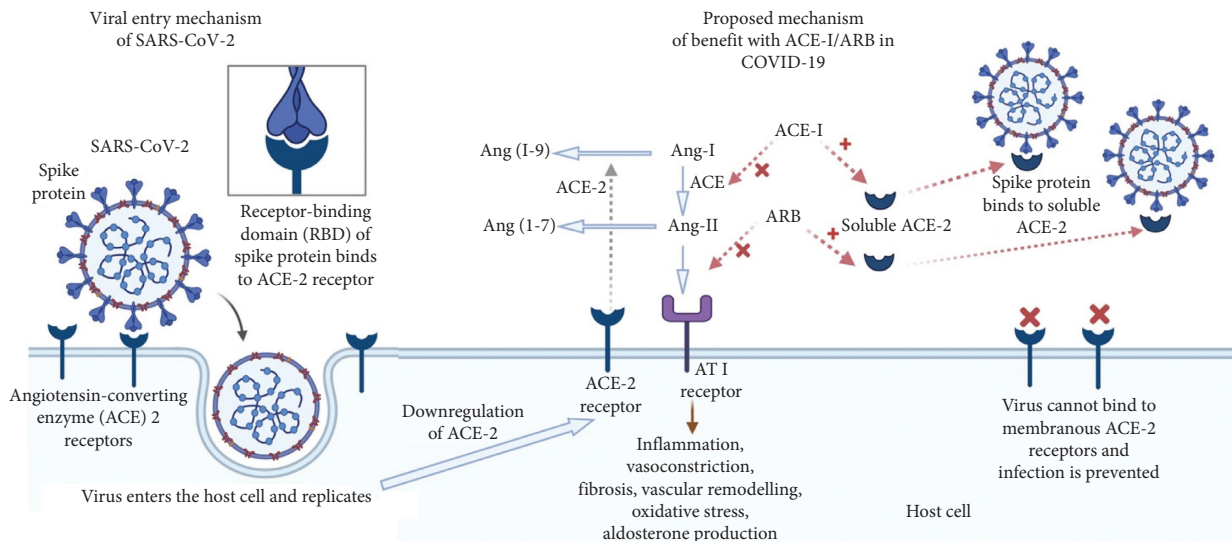 Viral entry mechanism
of SARS-CoV-2
SARS-CoV-2
Spike
protein
Receptor-binding
domain (RBD) of
spike protein binds
to ACE-2 receptor
Angiotensin-converting
enzyme (ACE) 2
receptors
Virus enters the host cell and replicates
Downregulation
of ACE-2
Proposed mechanism
of benefit with ACE-I/ARB in
COVID-19
Ang (I-9)
Ang-I
ACE-I
ACE-2
ACE
Ang (1-7)
Ang-II
ARB
Soluble ACE-2
Spike protein
binds to soluble
ACE-2
ACE-2
receptor
AT I
receptor
Inflammation,
vasoconstriction,
fibrosis, vascular remodelling,
oxidative stress,
aldosterone production
Virus cannot bind to
membranous ACE-2
receptors and
infection is prevented
Host cell